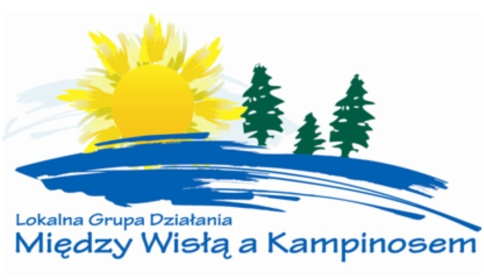 Lokalna Grupa Działania
Między Wisłą a Kampinosem